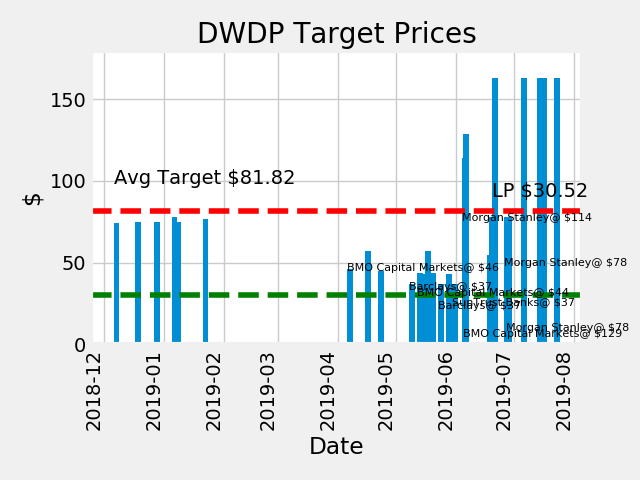 DWDP Target Prices
150
100
50
0
$
Avg Target $81.82
LP $30.52
Morgan Stanley@ $114
Morgan Stanley@ $78
BMO Capital Markets@ $46
Barclays@ $37
BMO Capital Markets@ $44
SunTrust Banks@ $37
Barclays@ $37
Morgan Stanley@ $78
BMO Capital Markets@ $129
2018-12
2019-01
2019-02
2019-03
2019-04
2019-05
2019-06
2019-07
2019-08
Date